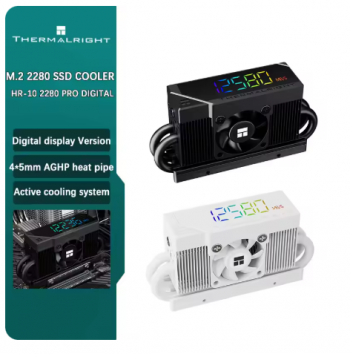 THERMALRIGHT
M.2 2280 SSD COOLER
HR-10 2280 PRO DIGITAL
Digital display Version
4*5mm AGHP heat pipe
Active cooling system
12580
12580